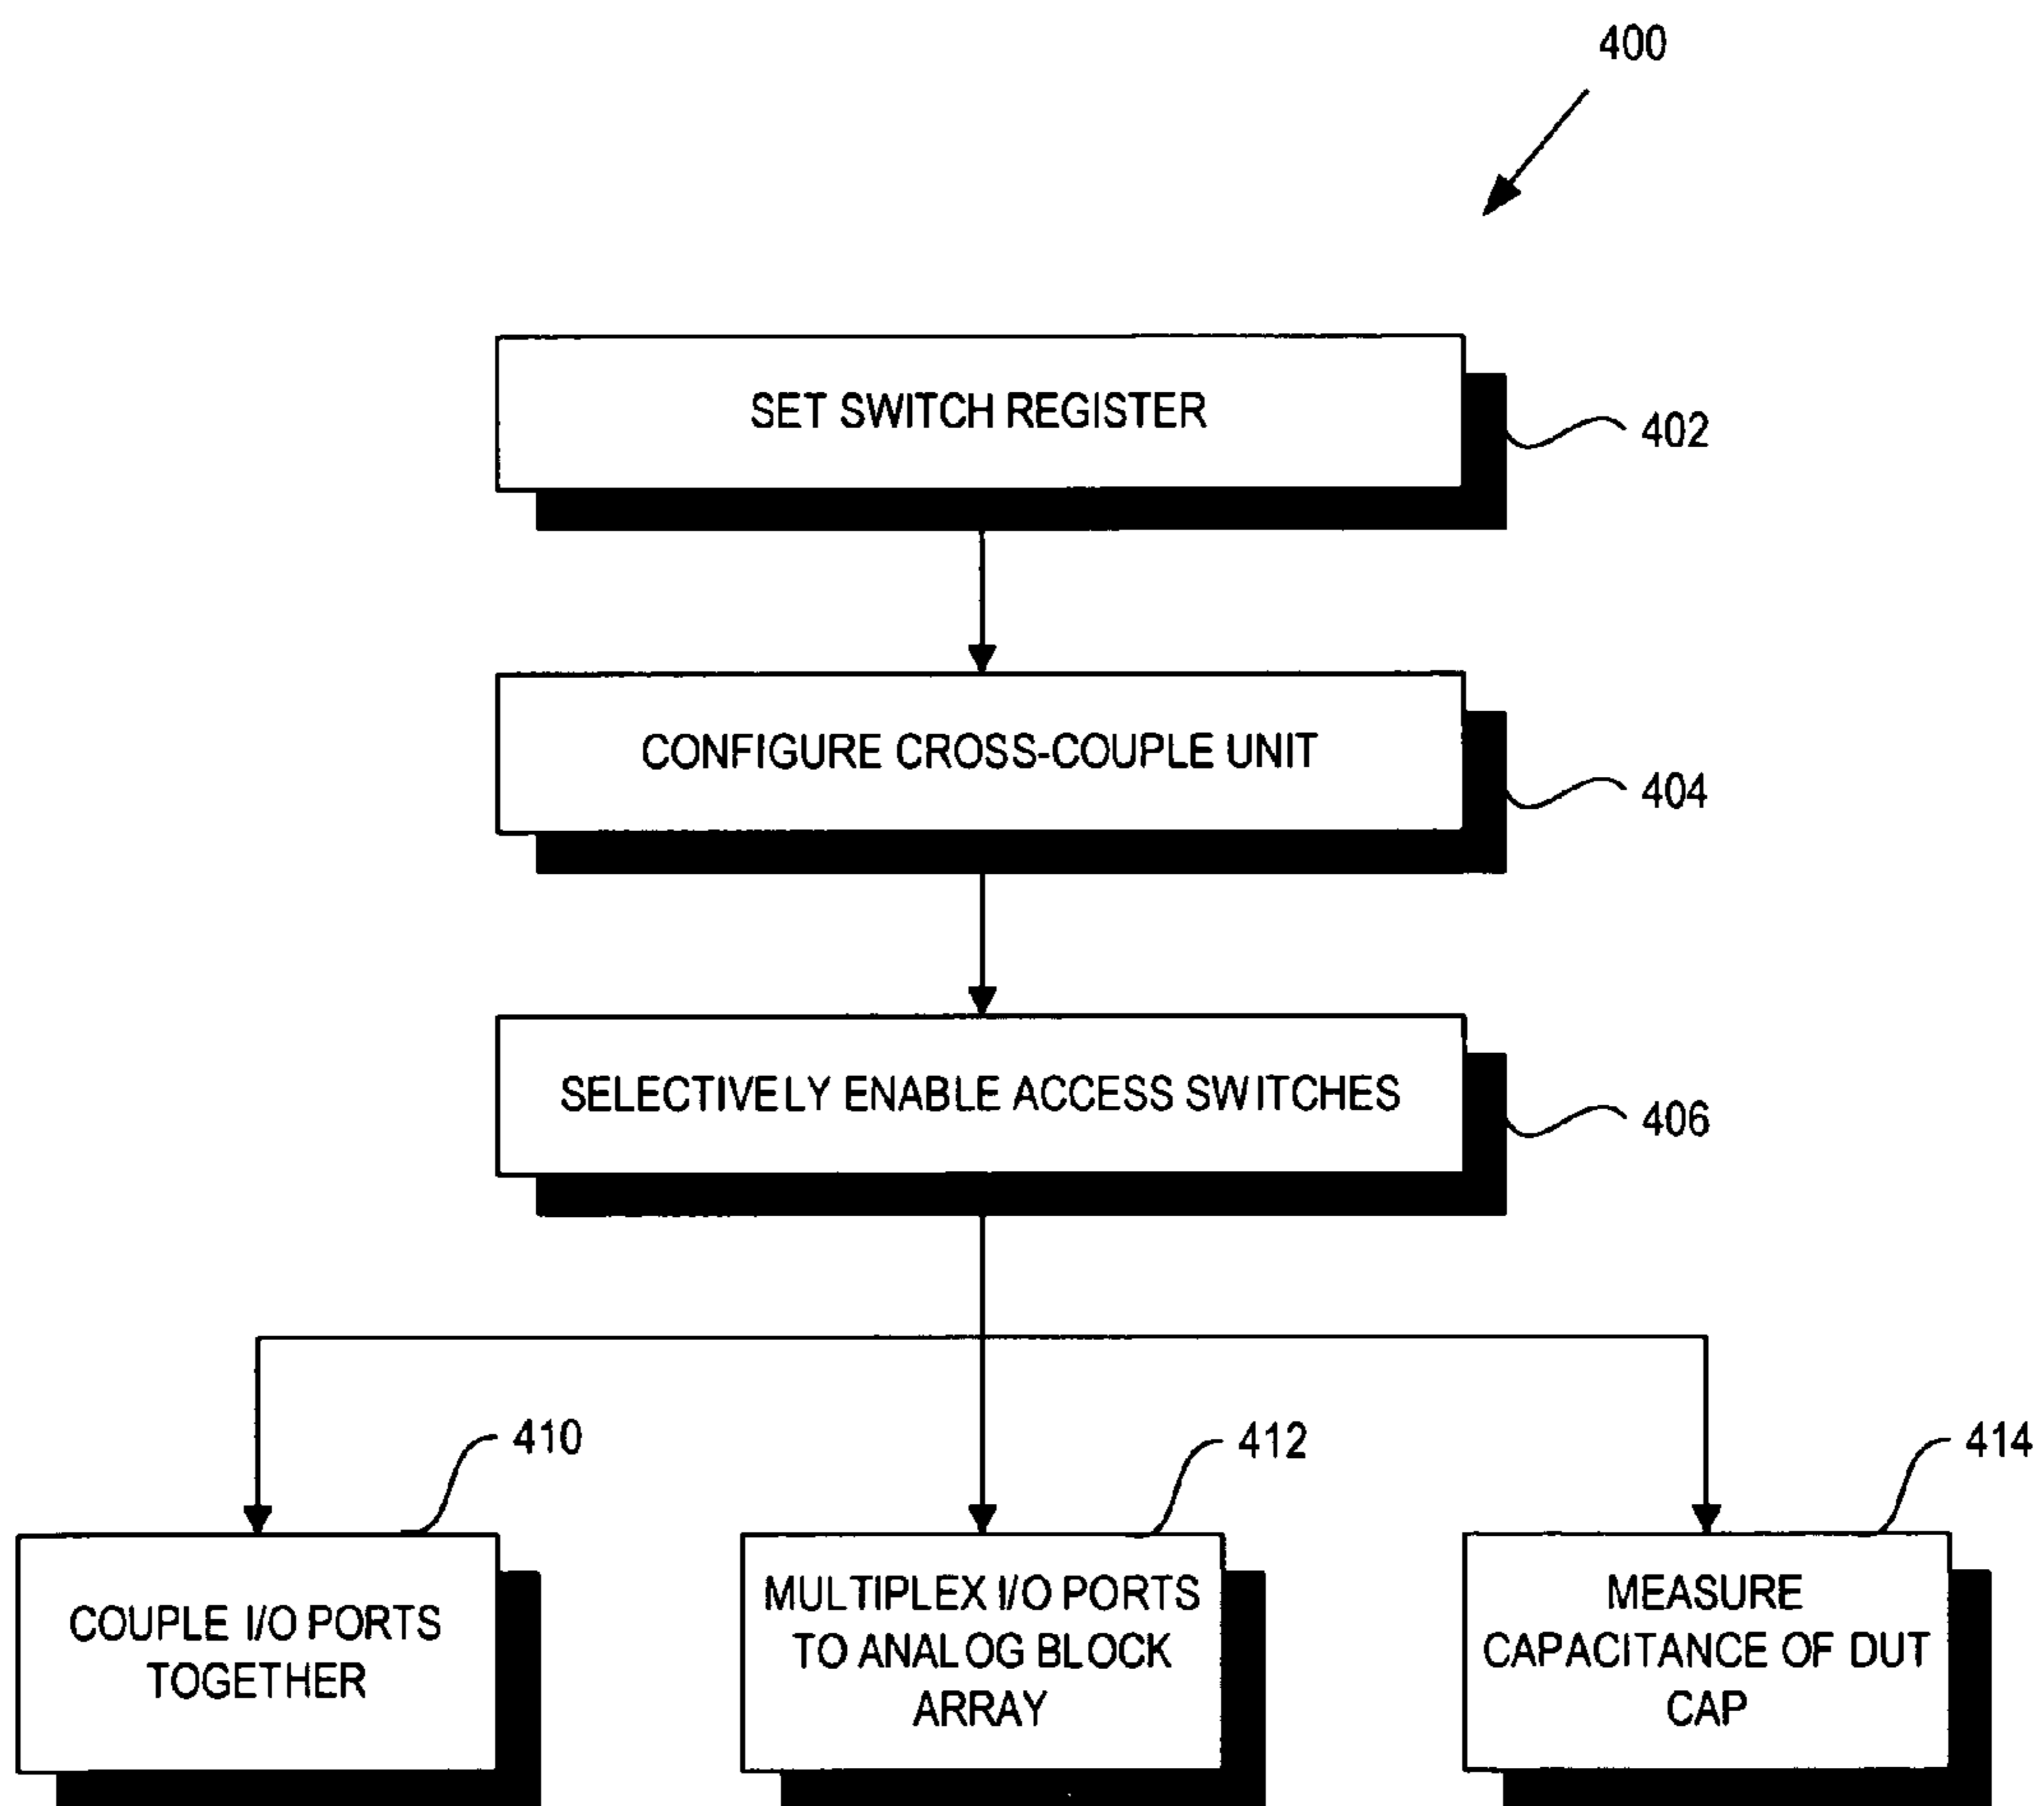 400
SET SWITCH REGISTER
402
CONFIGURE CROSS-COUPLE UNIT
404
SELECTIVELY ENABLE ACCESS SWITCHES
406
410
412
414
COUPLE I/O PORTS
TOGETHER
MULTIPLEX I/O PORTS
TO ANALOG BLOCK
ARRAY
MEASURE
CAPACITANCE OF DUT
CAP